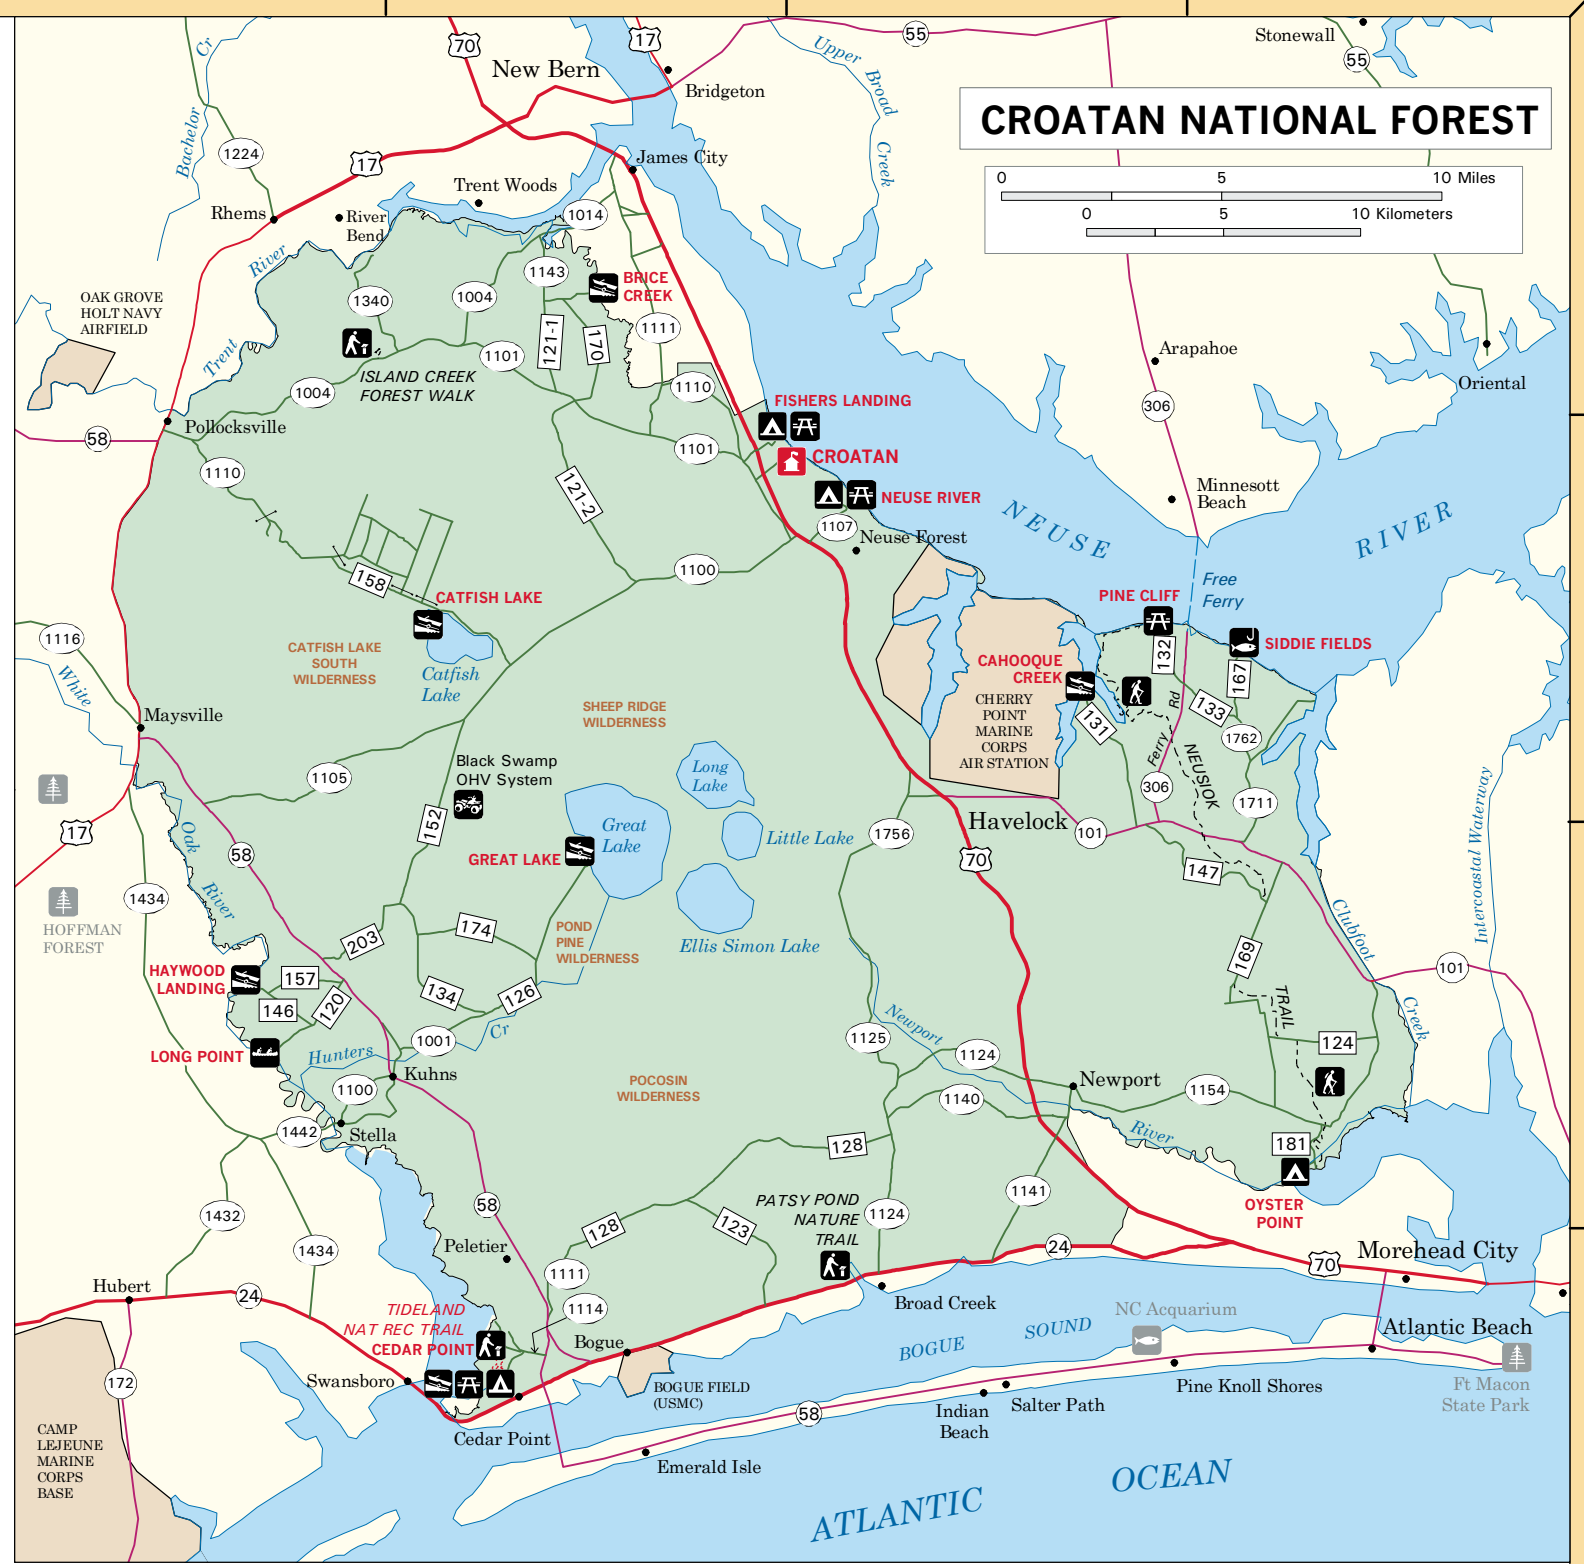 CROATAN NATIONAL FOREST
0 5 10 Miles
0 5 10 Kilometers
70
17
55
Stonewall
55
New Bern
Bridgeton
Upper Broad
Creek
Bachelor
Cr
1224
17
James City
Trent Woods
Rhems
River
Bend
1014
River
Trent
OAK GROVE
HOLT NAVY
AIRFIELD
1340
1004
1143
BRICE
CREEK
121-1
170
1111
1101
ISLAND CREEK
FOREST WALK
1004
1110
Arapahoe
306
Oriental
FISHERS LANDING
CROATAN
58
Pollocksville
1110
1101
121-2
NEUSE RIVER
1107
Neuse Forest
Minnesott
Beach
NEUSE
RIVER
1100
158
CATFISH LAKE
Catfish
Lake
CATFISH LAKE
SOUTH
WILDERNESS
Free
Ferry
PINE CLIFF
132
SIDDIE FIELDS
167
133
1762
1711
CAHOOQUE
CREEK
131
CHERRY
POINT
MARINE
CORPS
AIR STATION
Ferry
Rd
306
NEUSIOK
1116
White
Maysville
SHEEP RIDGE
WILDERNESS
Black Swamp
OHV System
152
1105
Long
Lake
Great
Lake
Little Lake
GREAT LAKE
Ellis Simon Lake
1756
Havelock
70
101
147
17
58
Oak
River
1434
HOFFMAN
FOREST
203
174
POND
PINE
WILDERNESS
134
126
169
Clubfoot
Creek
Intercoastal Waterway
101
HAYWOOD
LANDING
157
146
120
LONG POINT
Hunters
Cr
1001
Kuhns
1100
1442
Stella
POCOSIN
WILDERNESS
1125
Newport
1124
1140
Newport
1154
TRAIL
124
River
181
OYSTER
POINT
128
1432
1434
58
Peletier
128
123
PATSY POND
NATURE
TRAIL
1124
1141
24
70
Morehead City
Hubert
24
1111
1114
TIDELAND
NAT REC TRAIL
CEDAR POINT
Bogue
Broad Creek
NC Acquarium
BOGUE SOUND
Atlantic Beach
172
Swansboro
Cedar Point
BOGUE FIELD
(USMC)
58
Indian
Beach
Salter Path
Pine Knoll Shores
Ft Macon
State Park
CAMP
LEJEUNE
MARINE
CORPS
BASE
Emerald Isle
ATLANTIC OCEAN